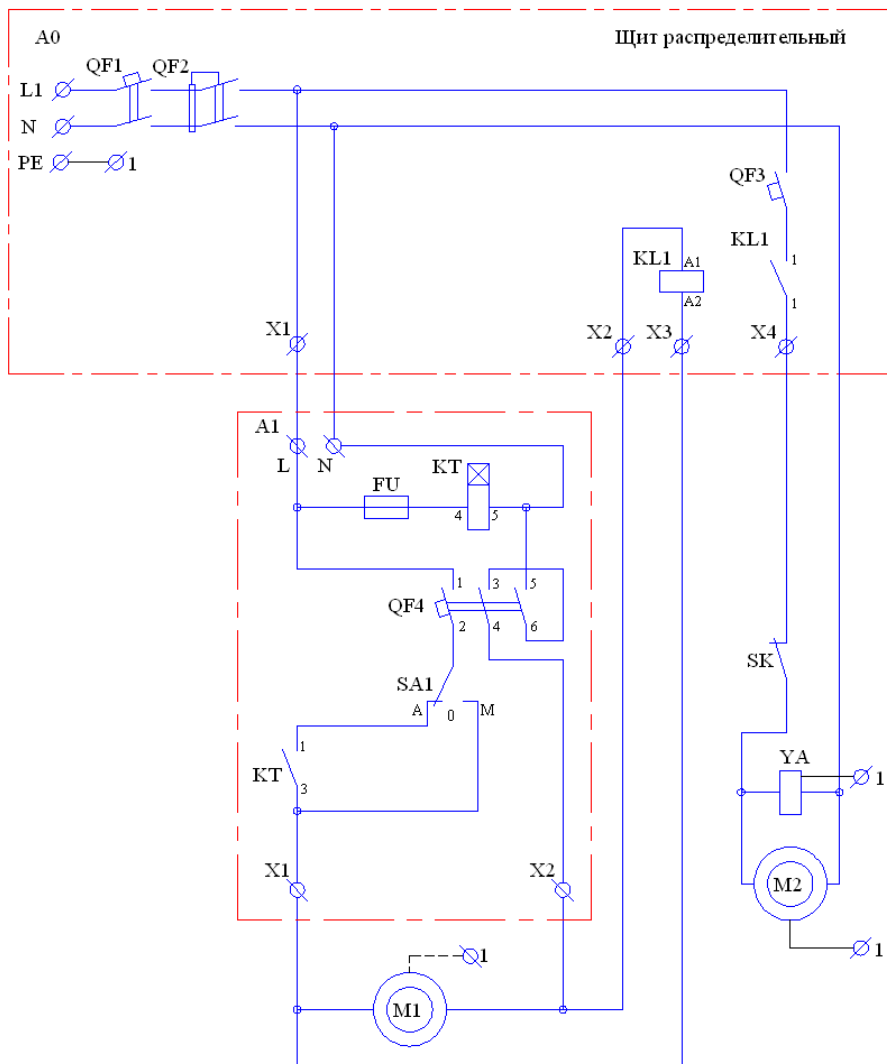 A0
Щит распределительный
QF1 QF2
L1
N
PE 1
QF3
KL1
KL1
A1
1
A2
1
X1
X2 X3 X4
A1
L N
KT
FU
4 5
1 3 5
QF4
2 4 6
SA1
SK
A 0 M
1
KT
YA
1
3
X1
X2
M2
1
1
M1